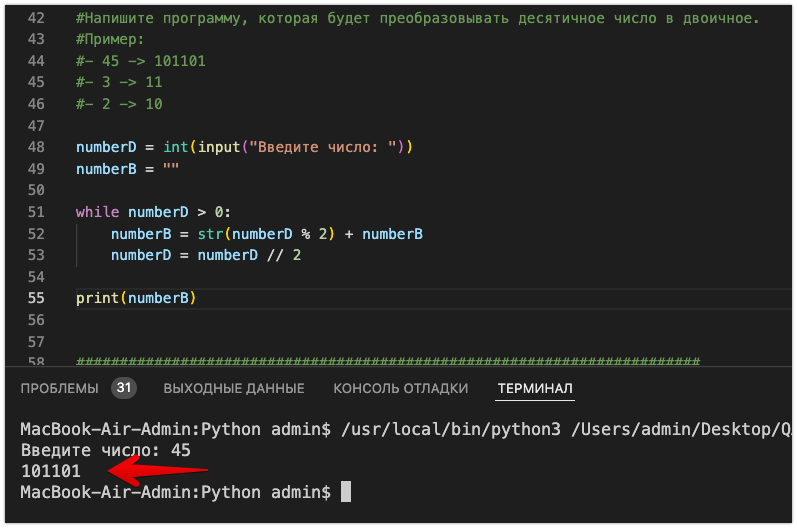 42 #Напишите программу, которая будет преобразовывать десятичное число в двоичное.
43 #Пример:
44 #- 45 -> 101101
45 #- 3 -> 11
46 #- 2 -> 10
47
48 numberD = int(input("Введите число: "))
49 numberB = ""
50
51 while numberD > 0:
52     numberB = str(numberD % 2) + numberB
53     numberD = numberD // 2
54
55 print(numberB)
56
57
58 ########################################################################
ПРОБЛЕМЫ 31 ВЫХОДНЫЕ ДАННЫЕ КОНСОЛЬ ОТЛАДКИ ТЕРМИНАЛ
MacBook-Air-Admin:Python admin$ /usr/local/bin/python3 /Users/admin/Desktop/Q
Введите число: 45
101101
MacBook-Air-Admin:Python admin$